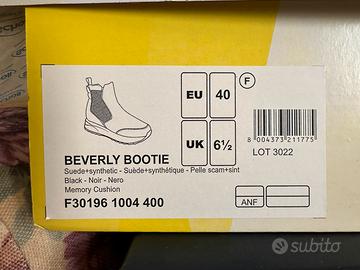 EU 40 F
UK 6½
8 004373 211775
LOT 3022
BEVERLY BOOTIE
Suede+synthetic - Suède+synthétique - Pelle scam+sint
Black - Noir - Nero
Memory Cushion
F30196 1004 400
ANF
subito